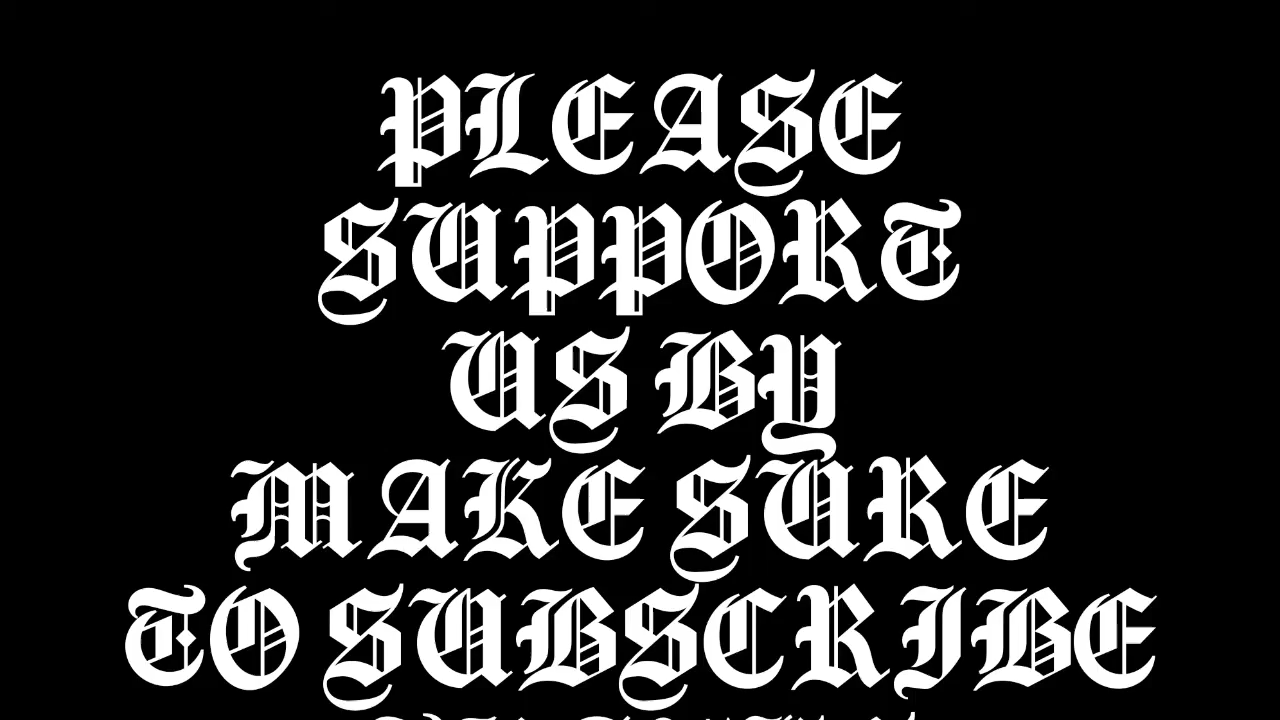 PLEASE
SUPPORT
US BY
MAKE SURE
TO SUBSCRIBE